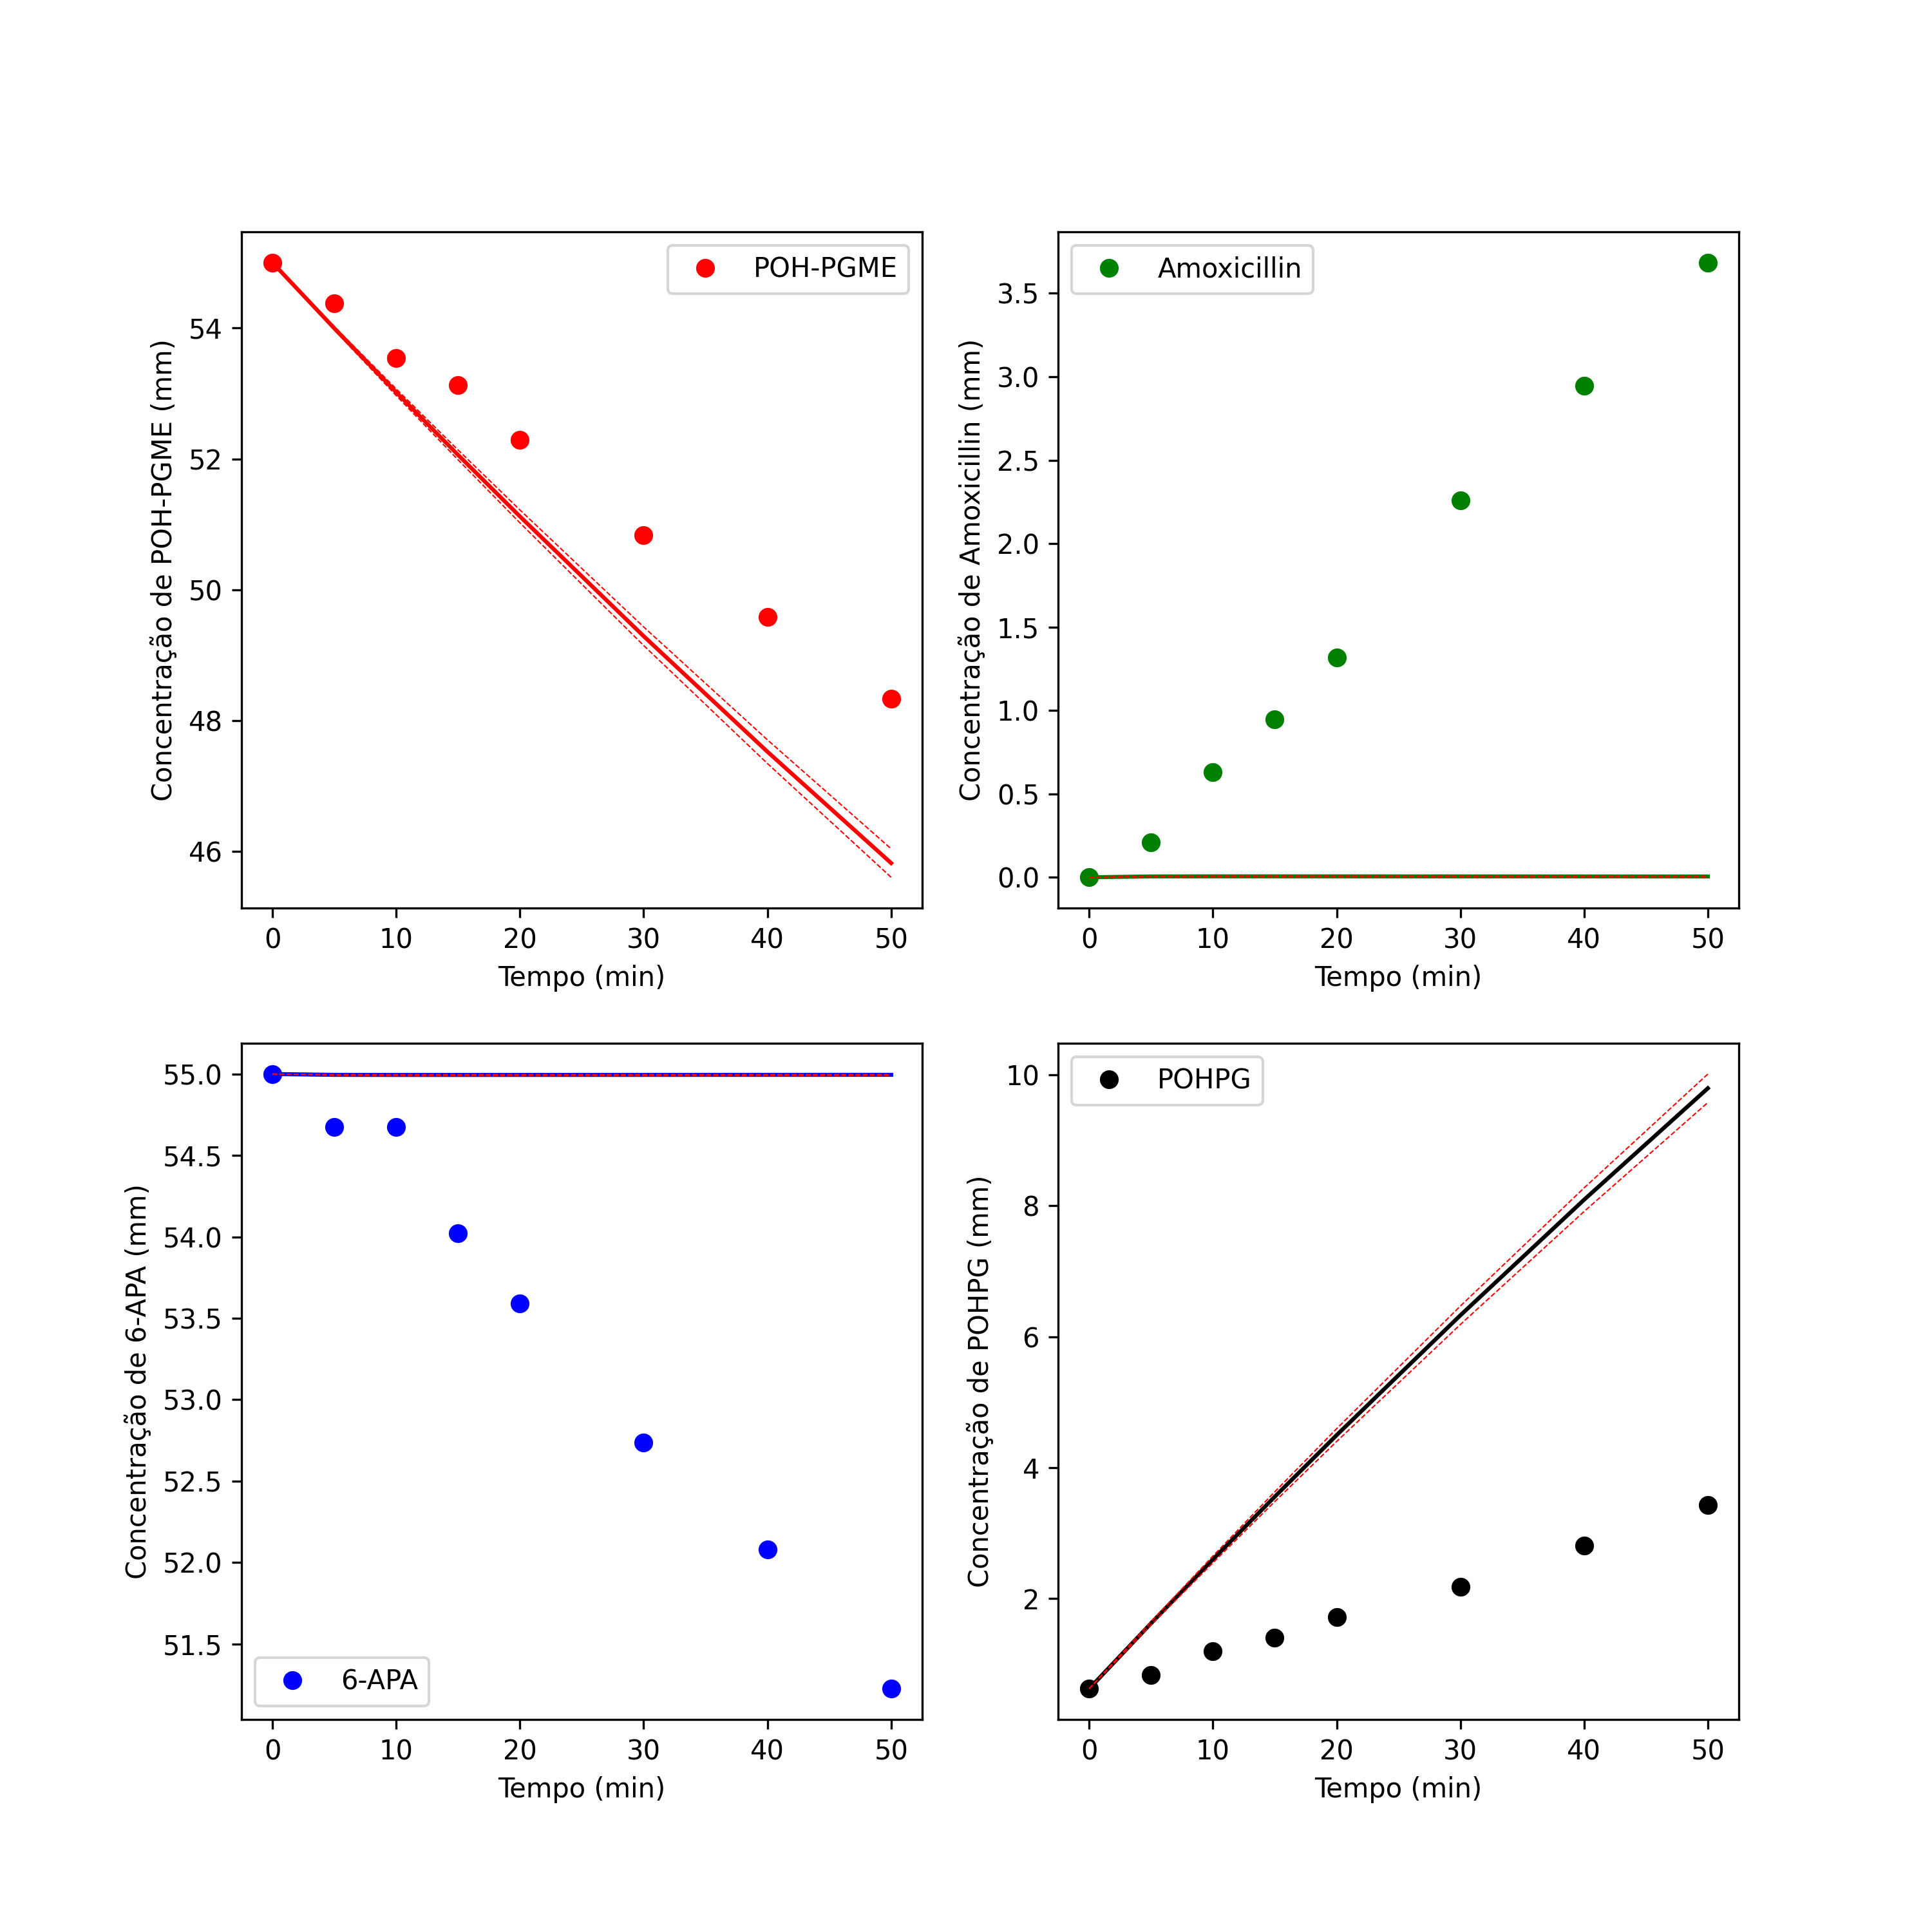 POH-PGME
Concentração de POH-PGME (mm)
54
52
50
48
46
0 10 20 30 40 50
Tempo (min)
Amoxicillin
Concentração de Amoxicillin (mm)
3.5
3.0
2.5
2.0
1.5
1.0
0.5
0.0
0 10 20 30 40 50
Tempo (min)
6-APA
Concentração de 6-APA (mm)
55.0
54.5
54.0
53.5
53.0
52.5
52.0
51.5
0 10 20 30 40 50
Tempo (min)
POHPG
Concentração de POHPG (mm)
10
8
6
4
2
0 10 20 30 40 50
Tempo (min)